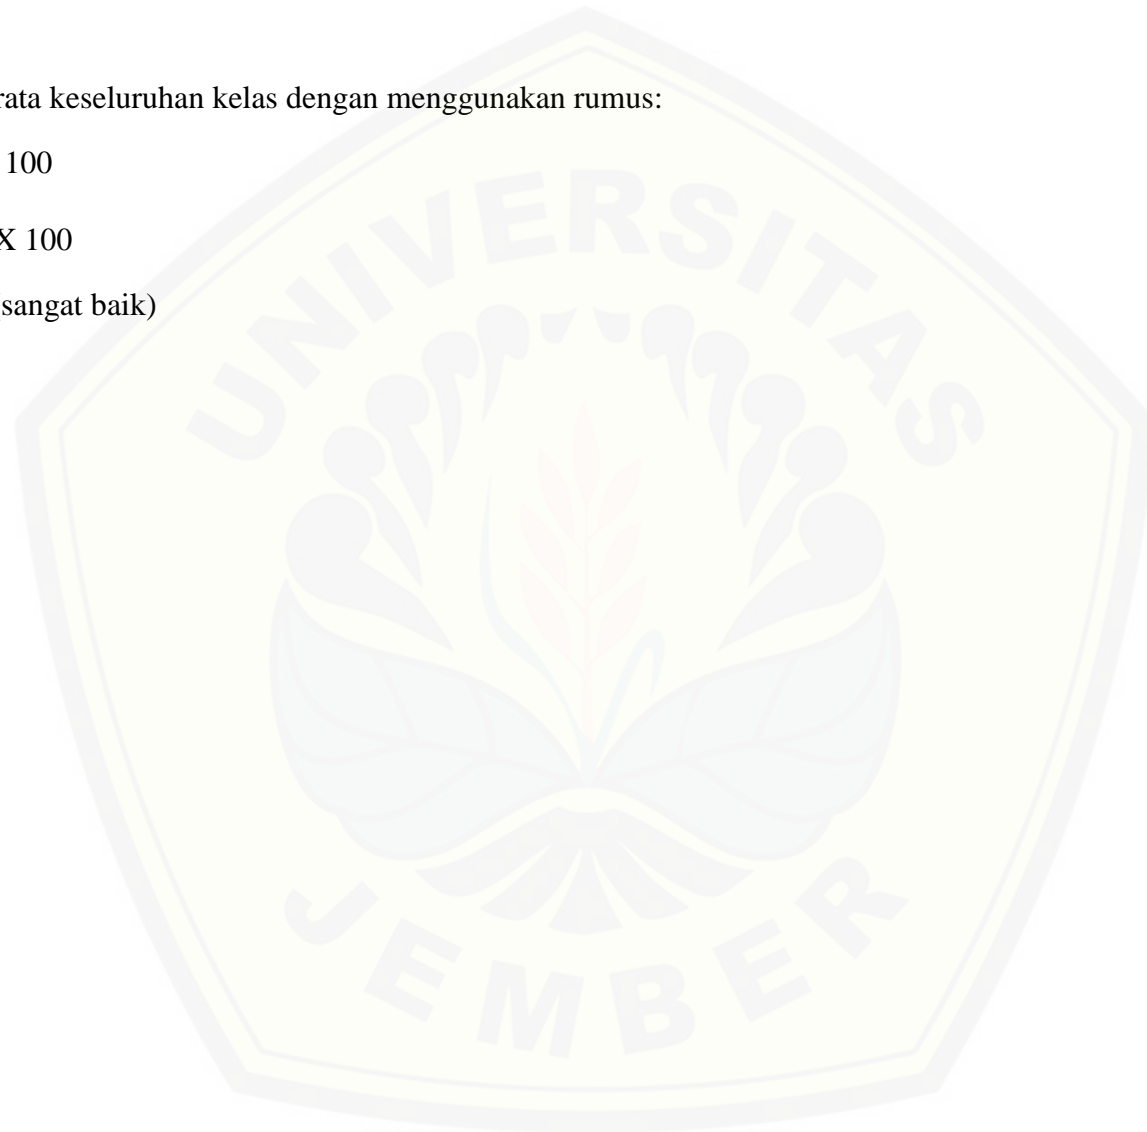 rata keseluruhan kelas dengan menggunakan rumus:
100
X 100
sangat baik)
UNIVERSITAS
JEMBER